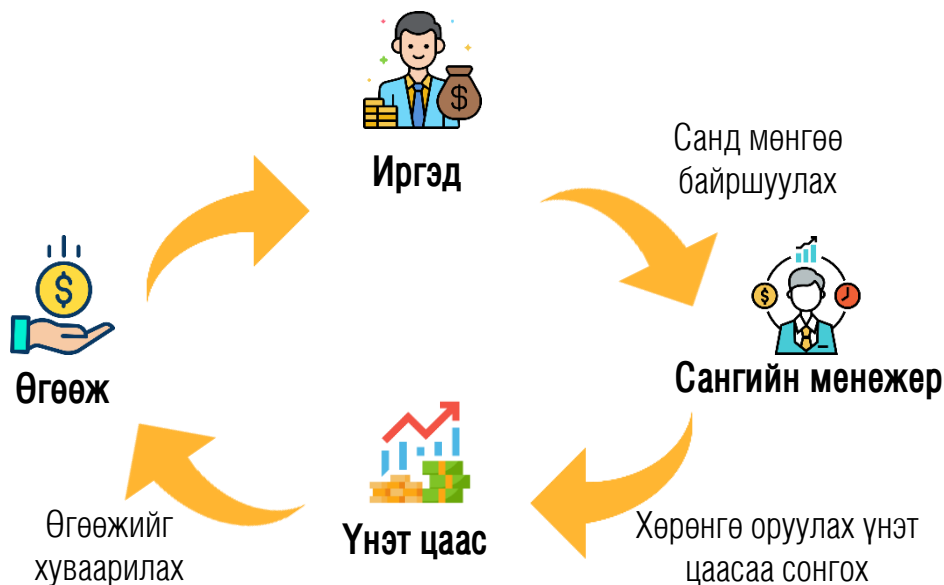 Иргэд
Санд мөнгөө
байршуулах
Сангийн менежер
Хөрөнгө оруулах үнэт
цаасаа сонгох
Үнэт цаас
Өгөөжийг
хуваарилах
Өгөөж